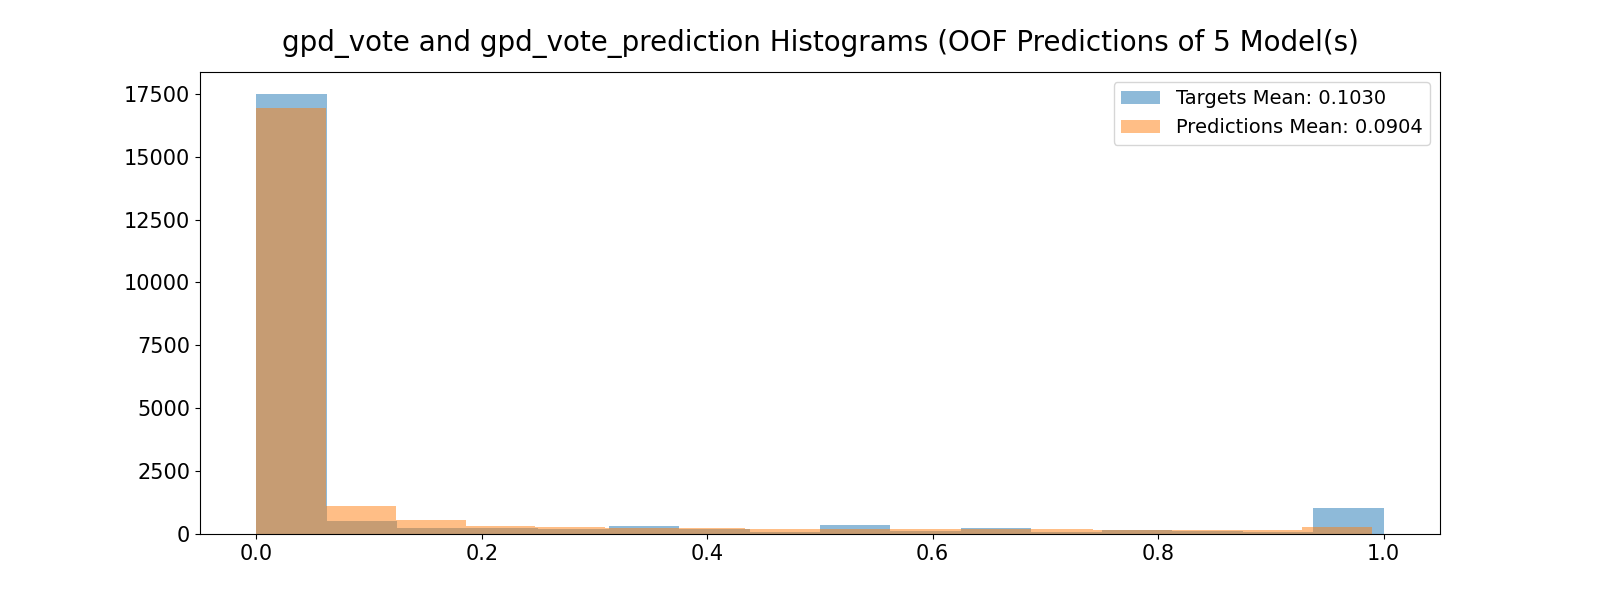 gpd_vote and gpd_vote_prediction Histograms (OOF Predictions of 5 Model(s)
Targets Mean: 0.1030
Predictions Mean: 0.0904
17500
15000
12500
10000
7500
5000
2500
0
0.0 0.2 0.4 0.6 0.8 1.0